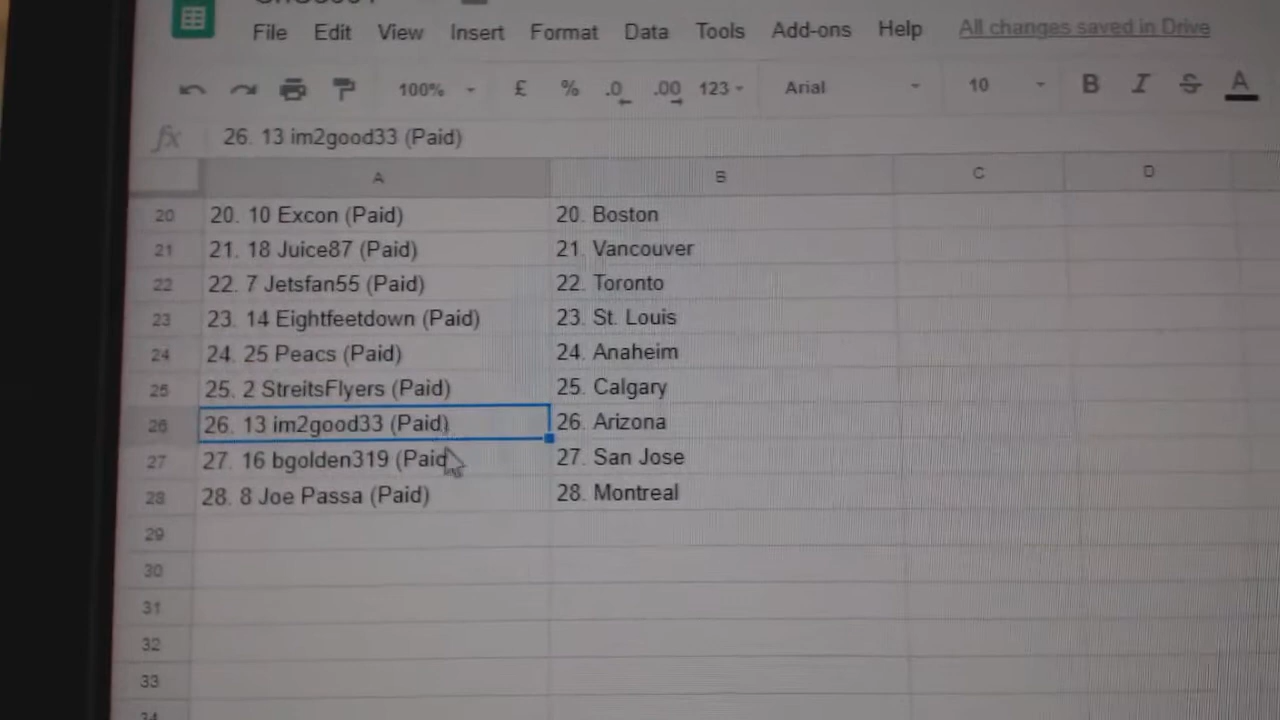 File Edit View Insert Format Data Tools Add-ons Help All changes saved in Drive
100% £ % .0 .00 123 Arial 10 B I S A
fx 26. 13 im2good33 (Paid)
A B C D
20 20. 10 Excon (Paid) 20. Boston
21 21. 18 Juice87 (Paid) 21. Vancouver
22 22. 7 Jetsfan55 (Paid) 22. Toronto
23 23. 14 Eightfeetdown (Paid) 23. St. Louis
24 24. 25 Peacs (Paid) 24. Anaheim
25 25. 2 StreitsFlyers (Paid) 25. Calgary
26 26. 13 im2good33 (Paid) 26. Arizona
27 27. 16 bgolden319 (Paid 27. San Jose
28 28. 8 Joe Passa (Paid) 28. Montreal
29
30
31
32
33
34